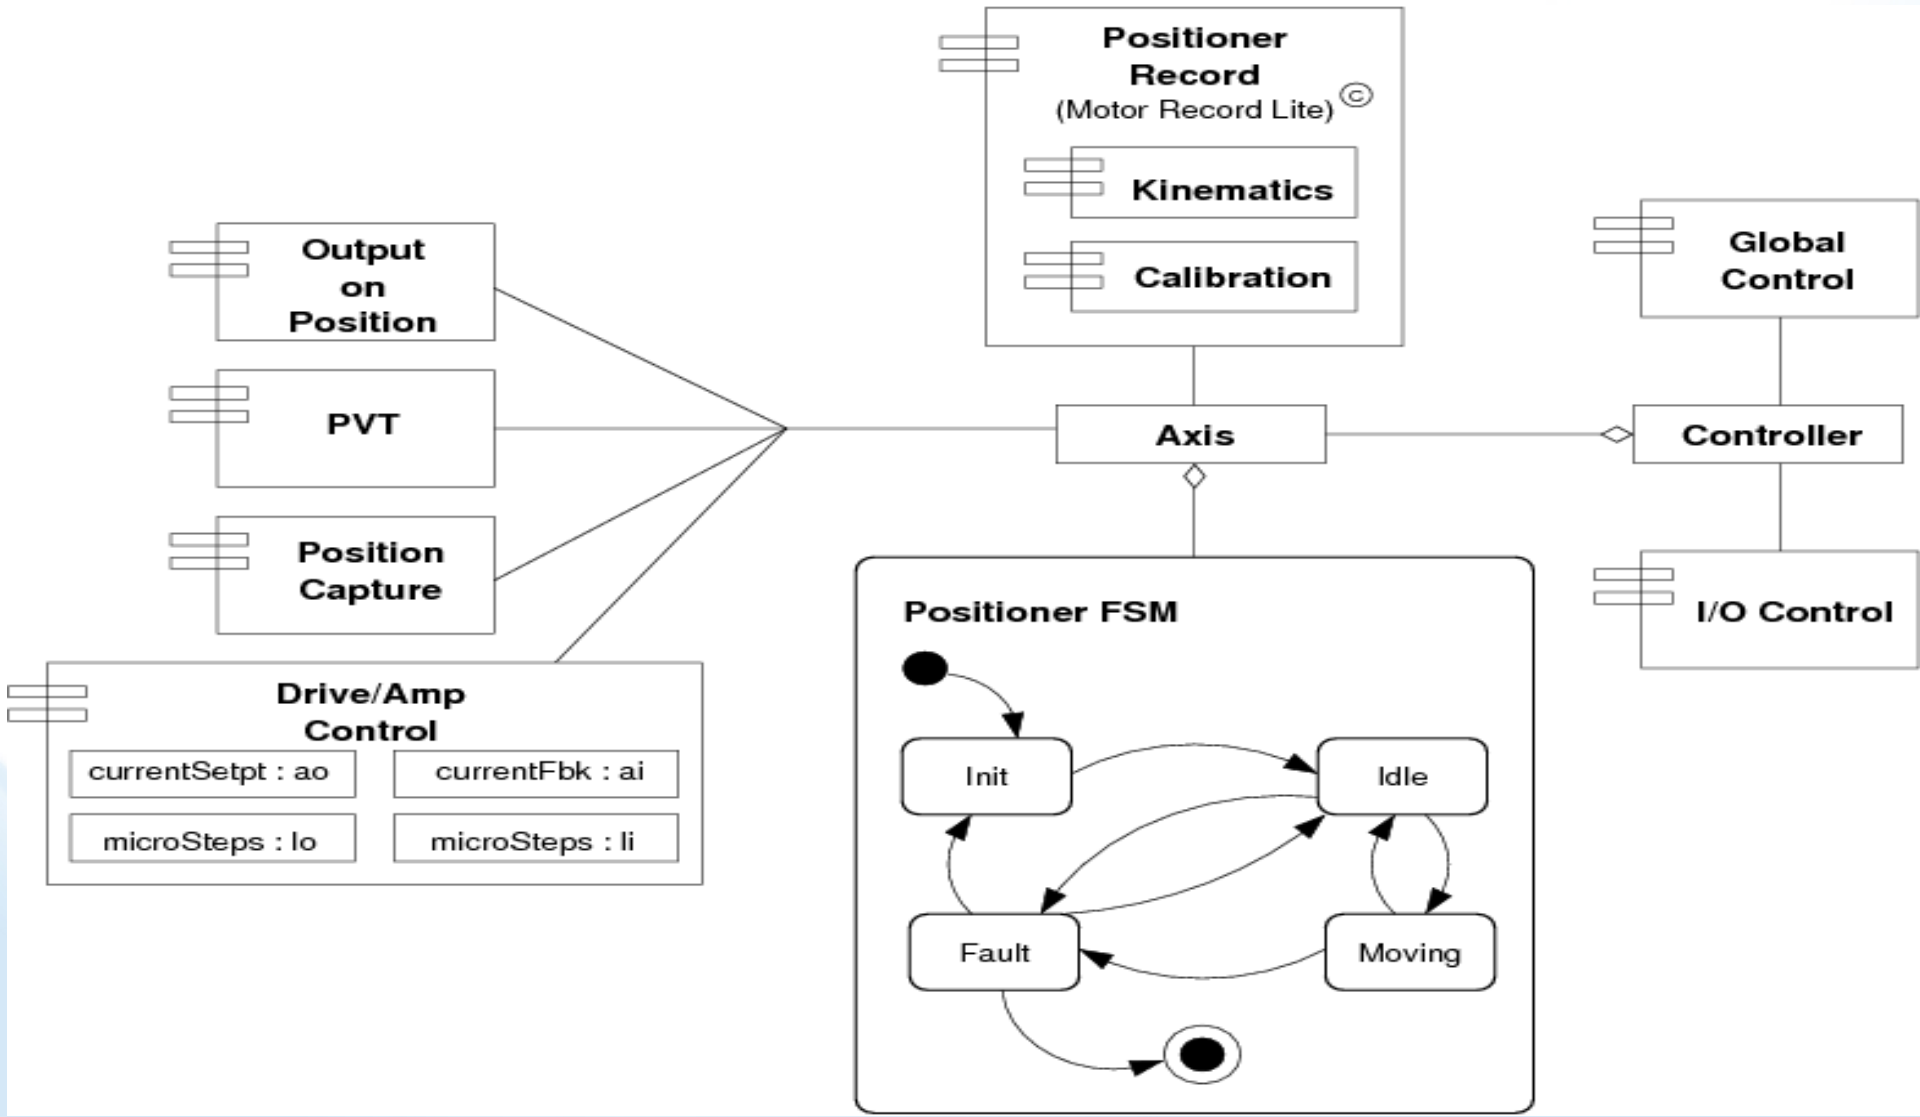 Positioner
Record
(Motor Record Lite) ©
Kinematics
Calibration
Output
on
Position
PVT
Position
Capture
Drive/Amp
Control
currentSetpt : ao
currentFbk : ai
microSteps : lo
microSteps : li
Axis
Global
Control
Controller
I/O Control
Positioner FSM
Init
Idle
Fault
Moving